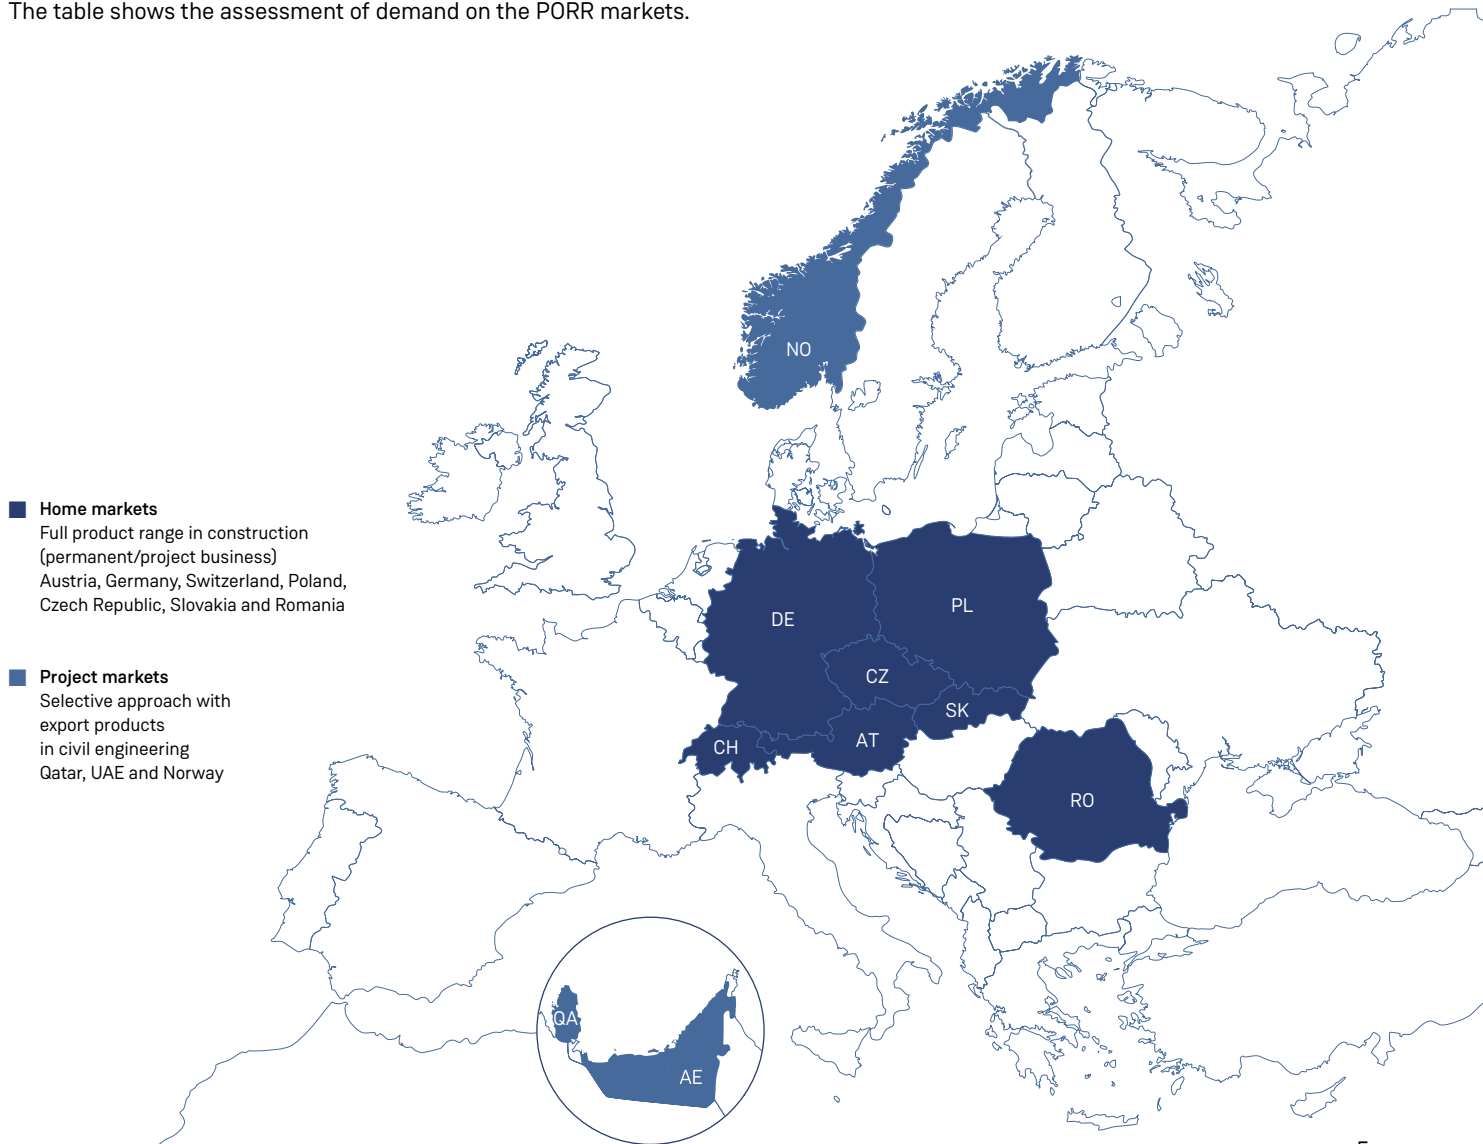 The table shows the assessment of demand on the PORR markets.
Home markets
Full product range in construction
(permanent/project business)
Austria, Germany, Switzerland, Poland,
Czech Republic, Slovakia and Romania
Project markets
Selective approach with
export products
in civil engineering
Qatar, UAE and Norway
NO
DE
PL
CZ
SK
CH
AT
RO
QA
AE